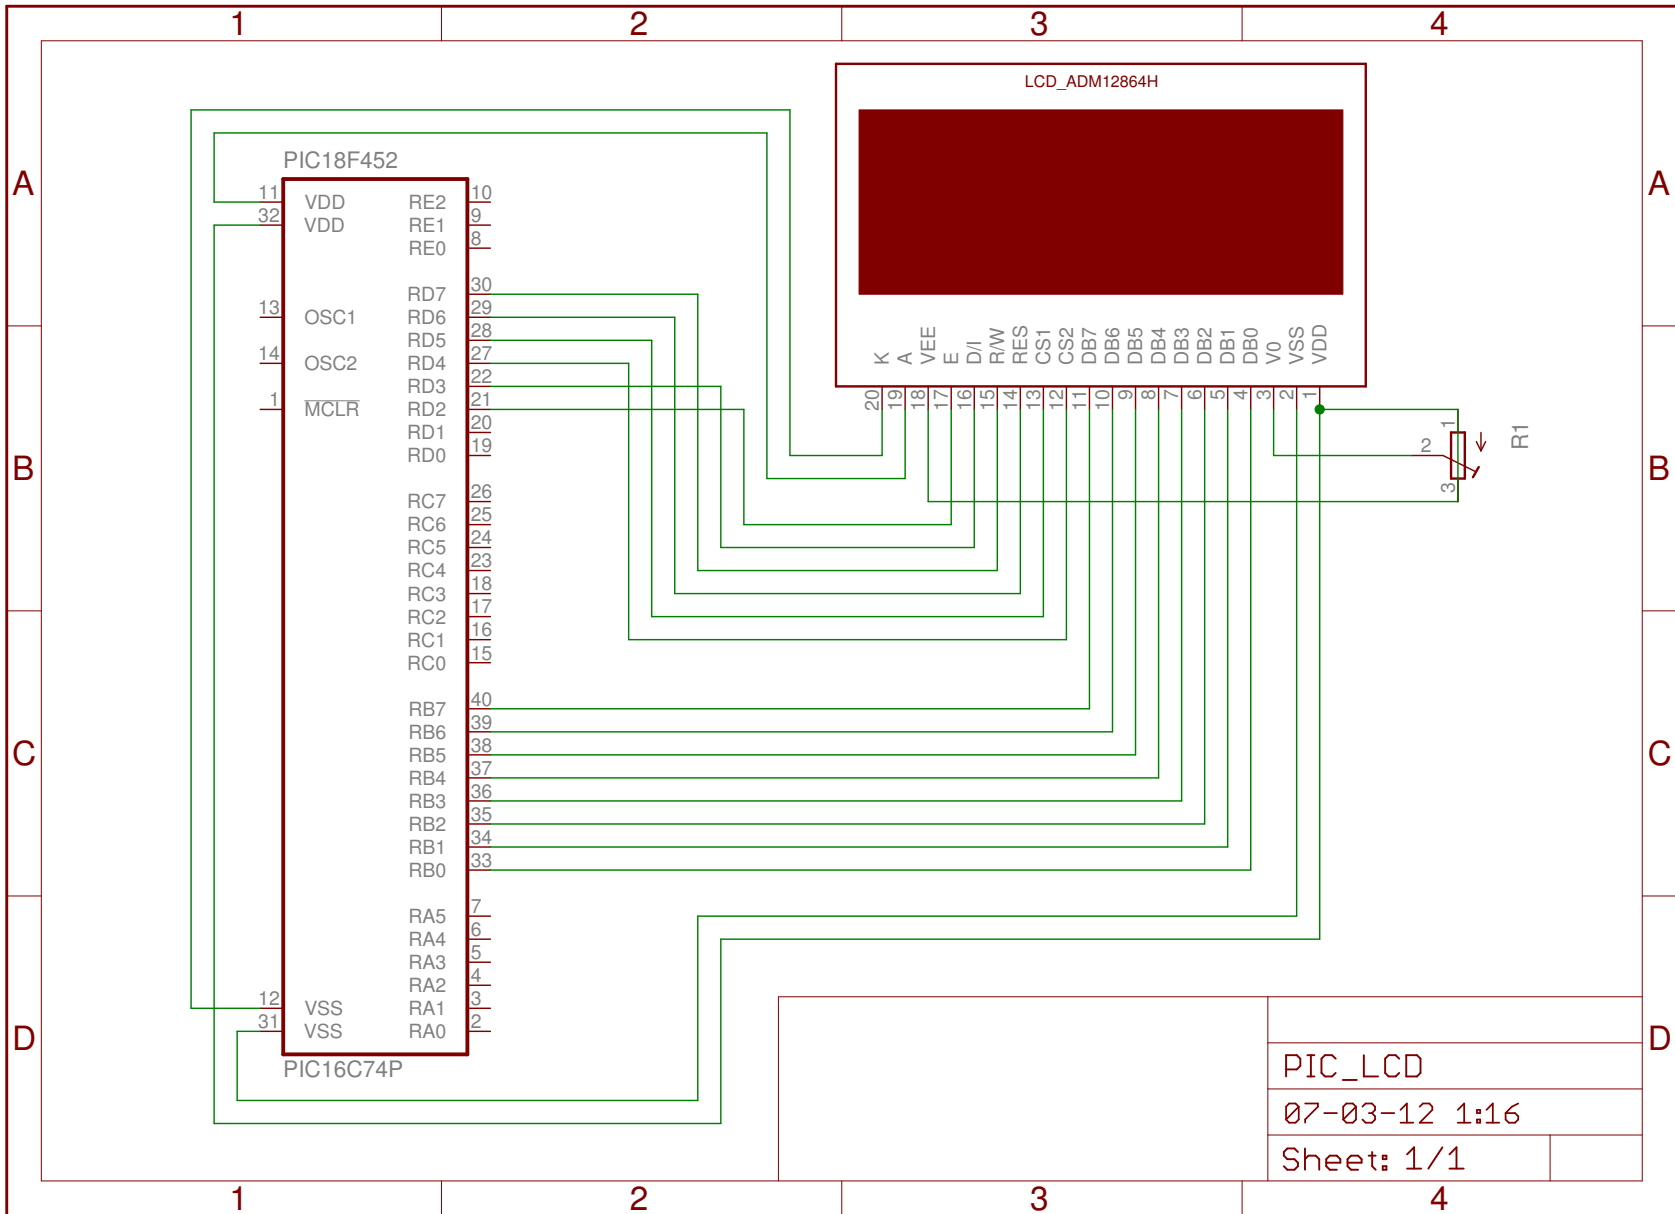 1 2 3 4
A A
B B
C C
D D
LCD_ADM12864H
K
A
VEE
E
D/I
R/W
RES
CS1
CS2
DB7
DB6
DB5
DB4
DB3
DB2
DB1
DB0
V0
VSS
VDD
20
19
18
17
16
15
14
13
12
11
10
9
8
7
6
5
4
3
2
1
PIC18F452
11 VDD RE2 10
32 VDD RE1 9
RE0 8
RD7 30
13 OSC1 RD6 29
RD5 28
14 OSC2 RD4 27
RD3 22
1 MCLR RD2 21
RD1 20
RD0 19
RC7 26
RC6 25
RC5 24
RC4 23
RC3 18
RC2 17
RC1 16
RC0 15
RB7 40
RB6 39
RB5 38
RB4 37
RB3 36
RB2 35
RB1 34
RB0 33
RA5 7
RA4 6
RA3 5
RA2 4
12 VSS RA1 3
31 VSS RA0 2
PIC16C74P
1
2
3
R1
PIC_LCD
07-03-12 1:16
Sheet: 1/1
1 2 3 4